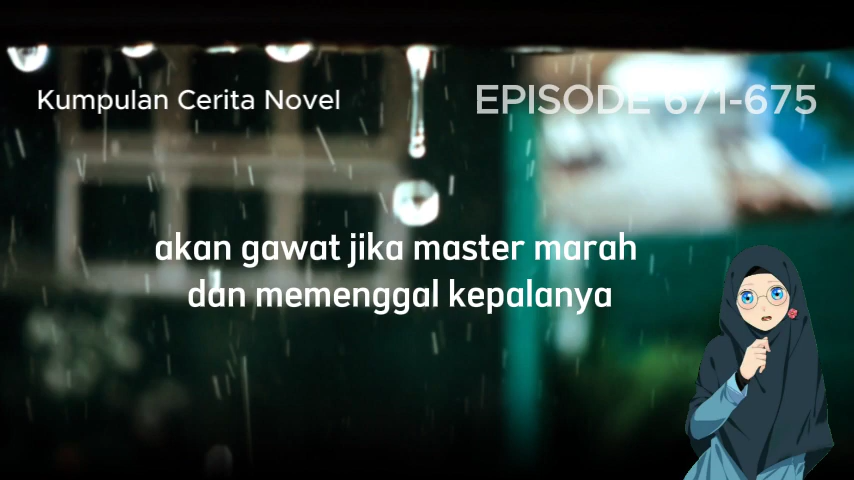 Kumpulan Cerita Novel
EPISODE 671-675
akan gawat jika master marah
dan memenggal kepalanya